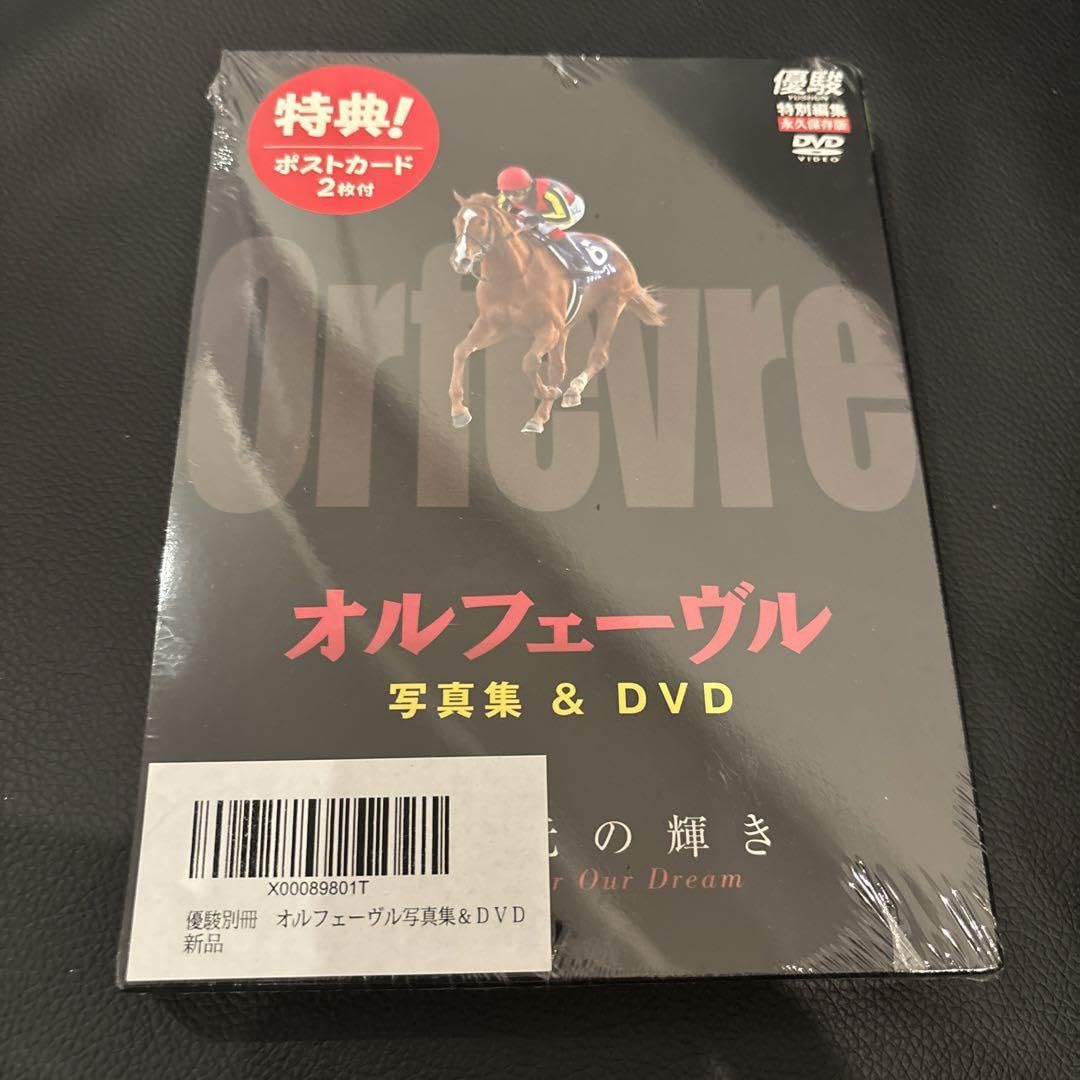 特典!
ポストカード
2枚付
優駿
YUSHUN
特別編集
永久保存版
DVD
VIDEO
Orfevre
6
オルフェーヴル
写真集 & DVD
の輝き
Our Dream
X00089801T
優駿別冊 オルフェーヴル写真集&DVD
新品